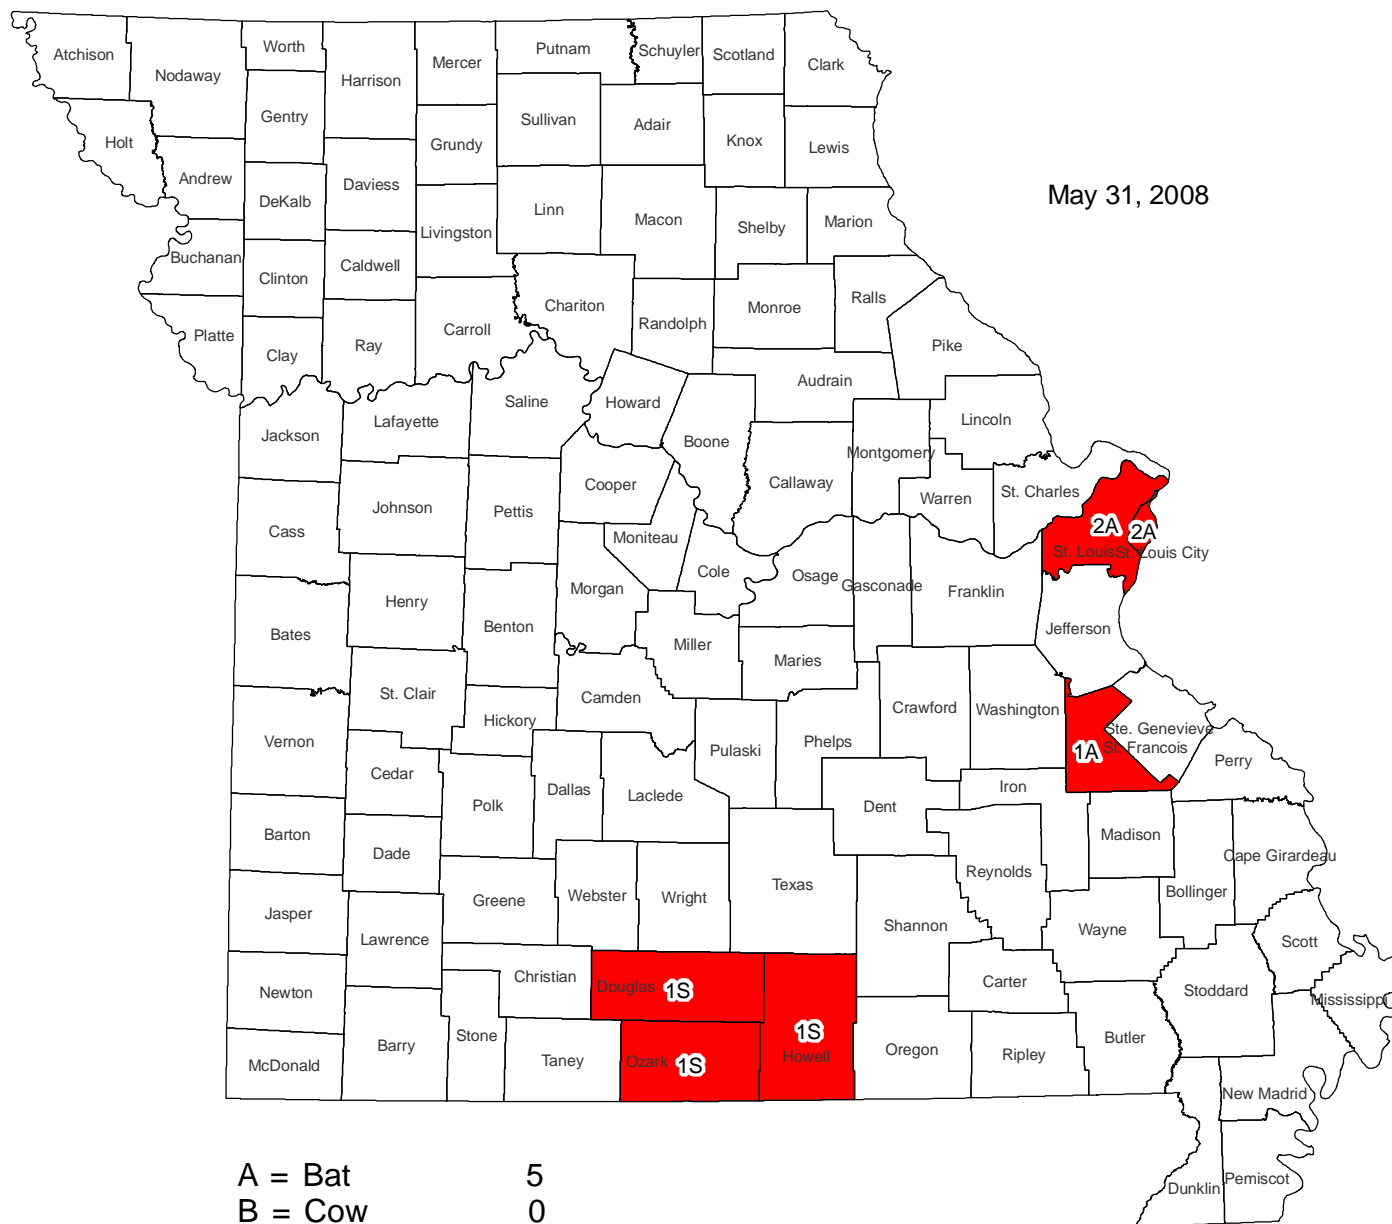 Atchison
Nodaway
Worth
Harrison
Mercer
Putnam
Schuyler
Scotland
Clark
Holt
Gentry
Sullivan
Adair
Knox
Lewis
Grundy
Andrew
DeKalb
Daviess
Livingston
Linn
Macon
Shelby
Marion
May 31, 2008
Buchanan
Clinton
Caldwell
Chariton
Randolph
Monroe
Ralls
Platte
Clay
Ray
Carroll
Pike
Audrain
Saline
Howard
Lincoln
Jackson
Lafayette
Boone
Montgomery
Callaway
Cooper
Warren
St. Charles
Johnson
Pettis
Cass
Moniteau
2A
2A
St. Louis
St. Louis City
Cole
Osage
Gasconade
Franklin
Morgan
Henry
Bates
Benton
Miller
Maries
Jefferson
St. Clair
Camden
Crawford
Washington
Hickory
Vernon
Pulaski
Phelps
Ste. Genevieve
St. Francois
1A
Perry
Cedar
Polk
Dallas
Laclede
Iron
Dent
Barton
Dade
Madison
Cape Girardeau
Reynolds
Texas
Webster
Wright
Greene
Bollinger
Jasper
Lawrence
Shannon
Wayne
Scott
Christian
Douglas
1S
Carter
Newton
Stoddard
Mississippi
1S
Howell
Stone
Barry
Taney
Ozark
1S
Oregon
Ripley
Butler
McDonald
New Madrid
Pemiscot
Dunklin
A = Bat 5
B = Cow 0